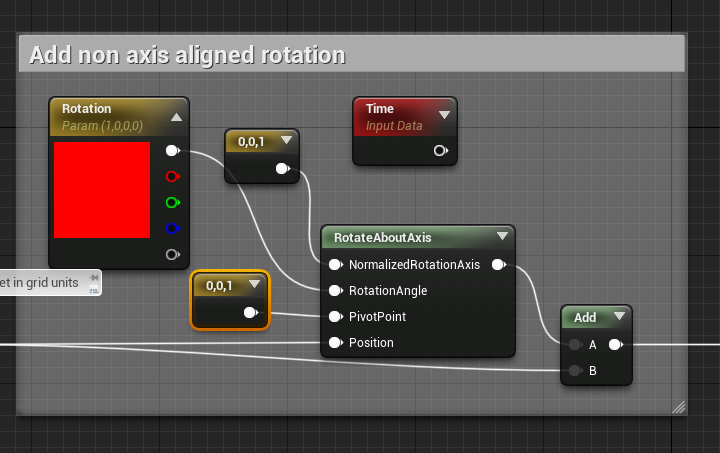 Add non axis aligned rotation
Rotation
Param (1,0,0,0)
0,0,1
Time
Input Data
RotateAboutAxis
NormalizedRotationAxis
RotationAngle
PivotPoint
Position
et in grid units
0,0,1
Add
A
B